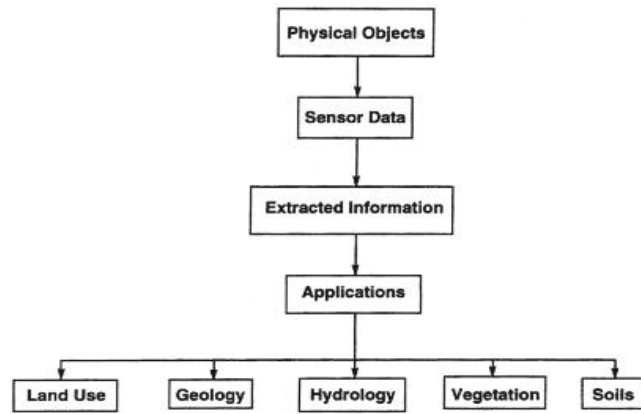 Physical Objects
Sensor Data
Extracted Information
Applications
Land Use
Geology
Hydrology
Vegetation
Soils